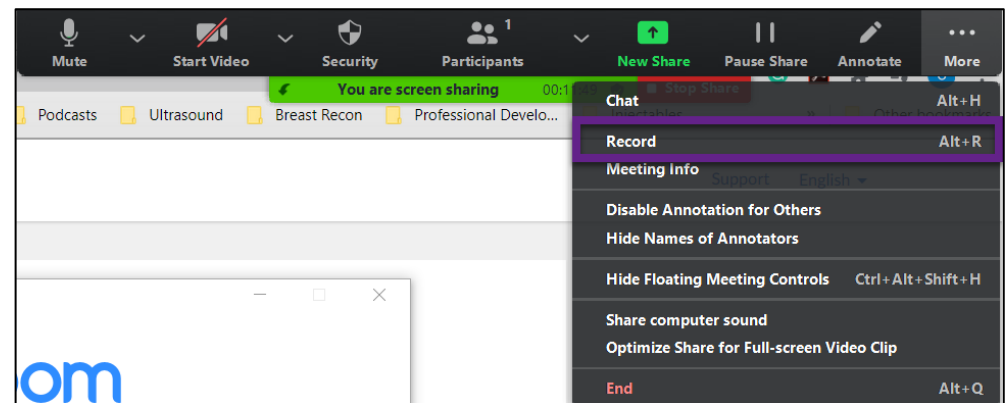 1
Mute Start Video Security Participants New Share Pause Share Annotate More
You are screen sharing Stop Share
Chat Alt+H
Podcasts Ultrasound Breast Recon Professional Develo... Injectables Other bookmarks
Record Alt+R
Meeting Info
Support English
Disable Annotation for Others
Hide Names of Annotators
Hide Floating Meeting Controls Ctrl+Alt+Shift+H
Share computer sound
Optimize Share for Full-screen Video Clip
om
End Alt+Q